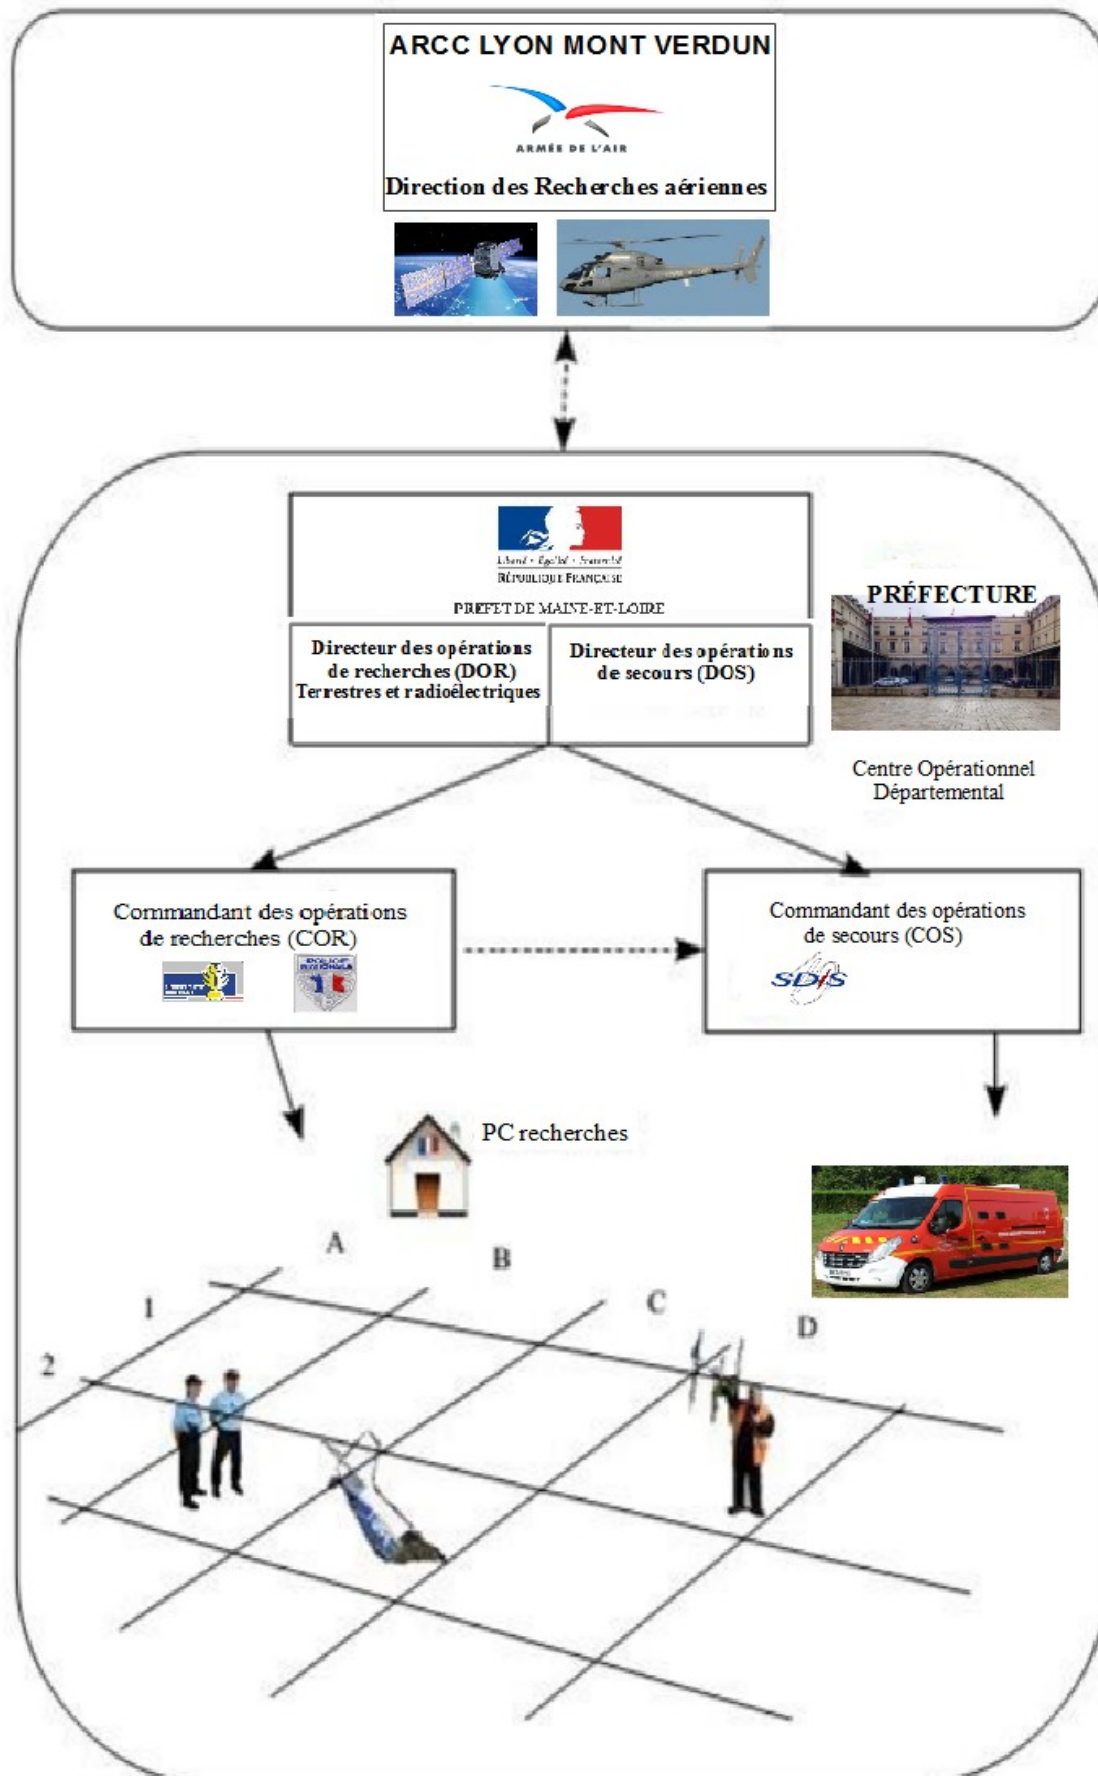 ARCC LYON MONT VERDUN
ARMÉE DE L'AIR
Direction des Recherches aériennes
Liberté • Égalité • Fraternité
RÉPUBLIQUE FRANÇAISE
PREFET DE MAINE-ET-LOIRE
PRÉFECTURE
Directeur des opérations
de recherches (DOR)
Terrestres et radioélectriques
Directeur des opérations
de secours (DOS)
Centre Opérationnel
Départemental
Commandant des opérations
de recherches (COR)
POLICE
NATIONALE
Commandant des opérations
de secours (COS)
SDIS
PC recherches
A
B
C
D
1
2